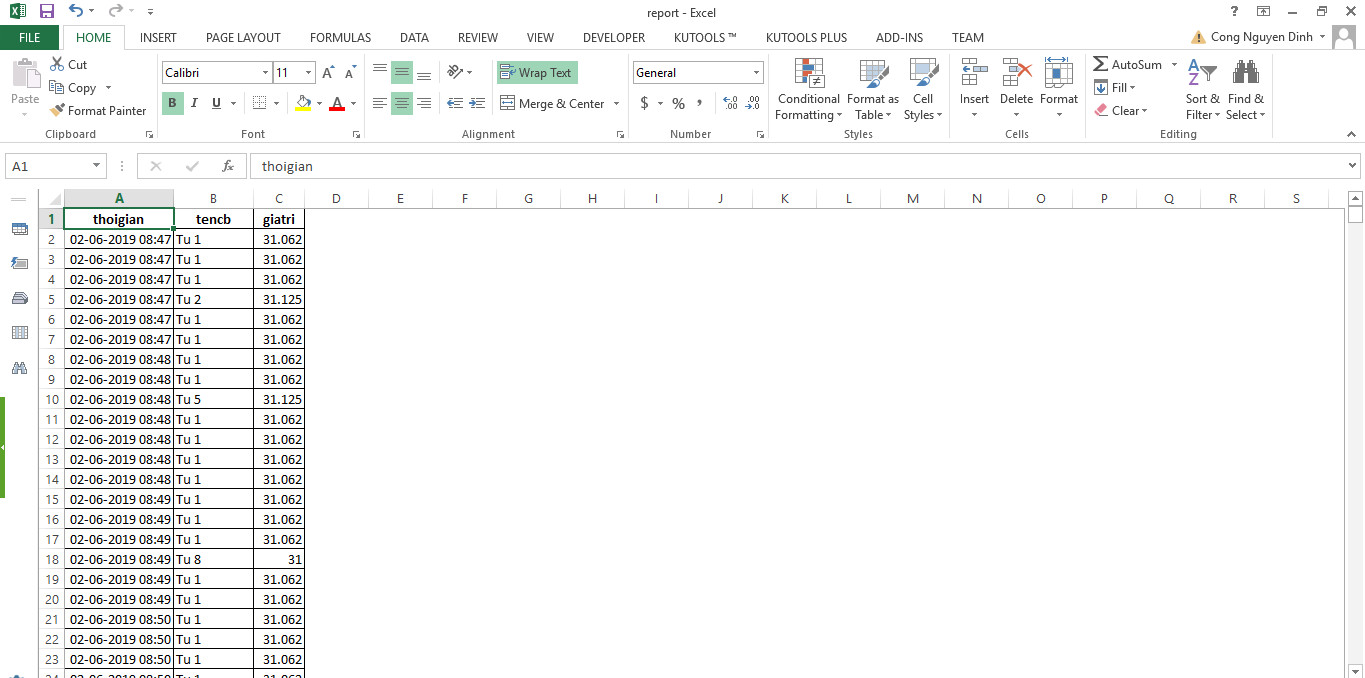 report - Excel
FILE HOME INSERT PAGE LAYOUT FORMULAS DATA REVIEW VIEW DEVELOPER KUTOOLS ™ KUTOOLS PLUS ADD-INS TEAM Cong Nguyen Dinh
Paste
Cut
Copy
Format Painter
Clipboard
Calibri 11
B I U
Font
Wrap Text
Merge & Center
Alignment
General
$ % ,
Number
Conditional Formatting
Format as Table
Cell Styles
Styles
Insert
Delete
Format
Cells
AutoSum
Fill
Clear
Sort & Filter
Find & Select
Editing
A1 fx thoigian
A B C D E F G H I J K L M N O P Q R S
1 thoigian tencb giatri
2 02-06-2019 08:47 Tu 1 31.062
3 02-06-2019 08:47 Tu 1 31.062
4 02-06-2019 08:47 Tu 1 31.062
5 02-06-2019 08:47 Tu 2 31.125
6 02-06-2019 08:47 Tu 1 31.062
7 02-06-2019 08:47 Tu 1 31.062
8 02-06-2019 08:48 Tu 1 31.062
9 02-06-2019 08:48 Tu 1 31.062
10 02-06-2019 08:48 Tu 5 31.125
11 02-06-2019 08:48 Tu 1 31.062
12 02-06-2019 08:48 Tu 1 31.062
13 02-06-2019 08:48 Tu 1 31.062
14 02-06-2019 08:48 Tu 1 31.062
15 02-06-2019 08:49 Tu 1 31.062
16 02-06-2019 08:49 Tu 1 31.062
17 02-06-2019 08:49 Tu 1 31.062
18 02-06-2019 08:49 Tu 8 31
19 02-06-2019 08:49 Tu 1 31.062
20 02-06-2019 08:49 Tu 1 31.062
21 02-06-2019 08:50 Tu 1 31.062
22 02-06-2019 08:50 Tu 1 31.062
23 02-06-2019 08:50 Tu 1 31.062